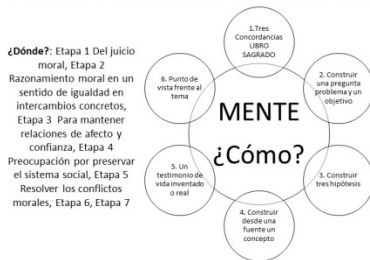 ¿Dónde?: Etapa 1 Del juicio
moral, Etapa 2
Razonamiento moral en un
sentido de igualdad en
intercambios concretos,
Etapa 3 Para mantener
relaciones de afecto y
confianza, Etapa 4
Preocupación por preservar
el sistema social, Etapa 5
Resolver los conflictos
morales, Etapa 6, Etapa 7
1.Tres
Concordancias
LIBRO
SAGRADO
2. Construir
una pregunta
problema y un
objetivo
3. Construir
tres hipótesis
4. Construir
desde una
fuente un
concepto
5. Un
testimonio de
vida inventado
o real
6. Punto de
vista frente al
tema
MENTE
¿Cómo?